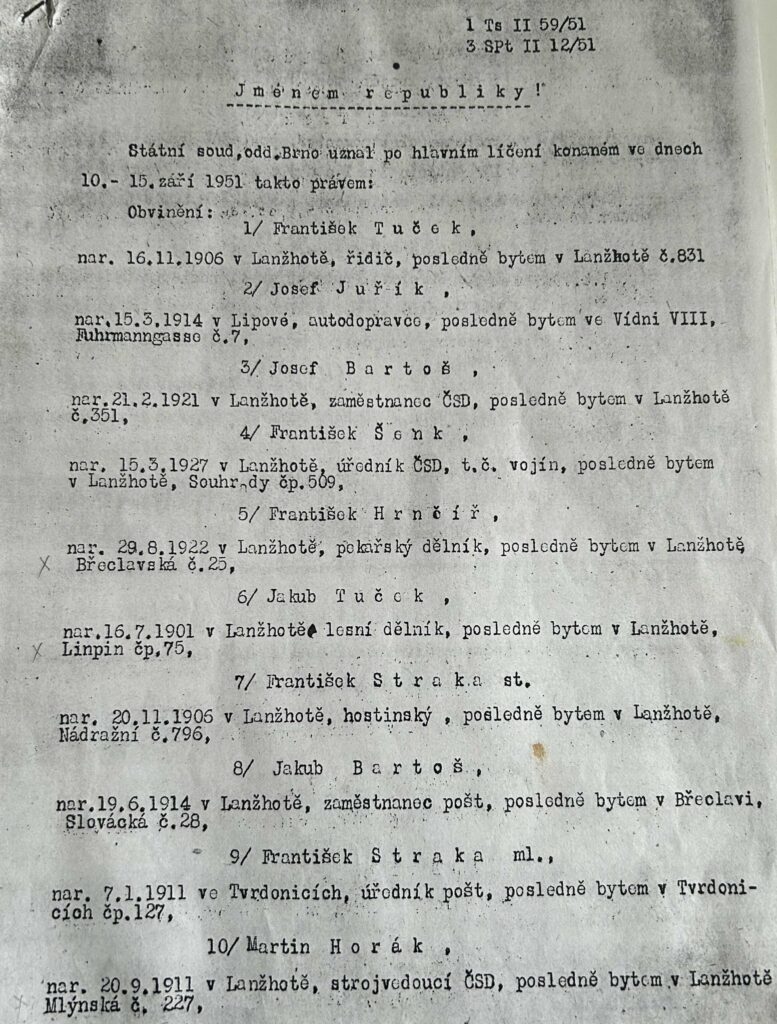 1 Ts II 59/51
3 SPt II 12/51
Jménem republiky!
Státní soud,odd.Brno uznal po hlavním líčení konaném ve dnech
10.- 15.září 1951 takto právem:
Obvinění:
1/ František Tuček,
nar. 16.11.1906 v Lanžhotě, řidič, posledně bytem v Lanžhotě č.831
2/ Josef Juřík ,
nar.15.3.1914 v Lipové, autodopravce, posledně bytem ve Vídni VIII,
Fuhrmanngasse č.7,
3/ Josef Bartoš ,
nar.21.2.1921 v Lanžhotě, zaměstnanec ČSD, posledně bytem v Lanžhotě
č.351,
4/ František Šenk ,
nar. 15.3.1927 v Lanžhotě, úředník ČSD, t.č. vojín, posledně bytem
v Lanžhotě, Souhrady čp.509,
5/ František Hrnčíř ,
nar. 29.8.1922 v Lanžhotě, pekařský dělník, posledně bytem v Lanžhotě
Břeclavská č.25,
6/ Jakub Tuček ,
nar.16.7.1901 v Lanžhotě lesní dělník, posledně bytem v Lanžhotě,
Linpin čp.75,
7/ František Straka st.
nar. 20.11.1906 v Lanžhotě, hostinský , posledně bytem v Lanžhotě,
Nádražní č.796,
8/ Jakub Bartoš ,
nar.19.6.1914 v Lanžhotě, zaměstnanec pošt, posledně bytem v Břeclavi,
Slovácká č.28,
9/ František Straka ml.,
nar. 7.1.1911 ve Tvrdonicích, úředník pošt, posledně bytem v Tvrdoni-
cích čp.127,
10/ Martin Horák ,
nar. 20.9.1911 v Lanžhotě, strojvedoucí ČSD, posledně bytem v Lanžhotě
Mlýnská č. 227,